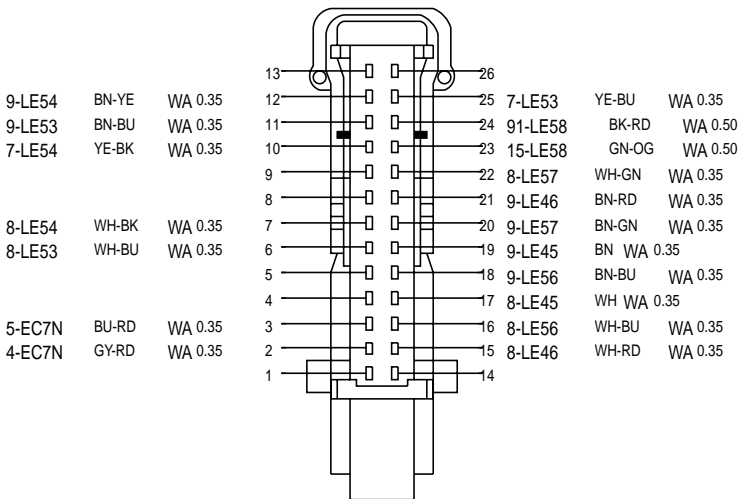 13 26
9-LE54 BN-YE WA 0.35 12 25 7-LE53 YE-BU WA 0.35
9-LE53 BN-BU WA 0.35 11 24 91-LE58 BK-RD WA 0.50
7-LE54 YE-BK WA 0.35 10 23 15-LE58 GN-OG WA 0.50
9 22 8-LE57 WH-GN WA 0.35
8 21 9-LE46 BN-RD WA 0.35
8-LE54 WH-BK WA 0.35 7 20 9-LE57 BN-GN WA 0.35
8-LE53 WH-BU WA 0.35 6 19 9-LE45 BN WA 0.35
5 18 9-LE56 BN-BU WA 0.35
4 17 8-LE45 WH WA 0.35
5-EC7N BU-RD WA 0.35 3 16 8-LE56 WH-BU WA 0.35
4-EC7N GY-RD WA 0.35 2 15 8-LE46 WH-RD WA 0.35
1 14